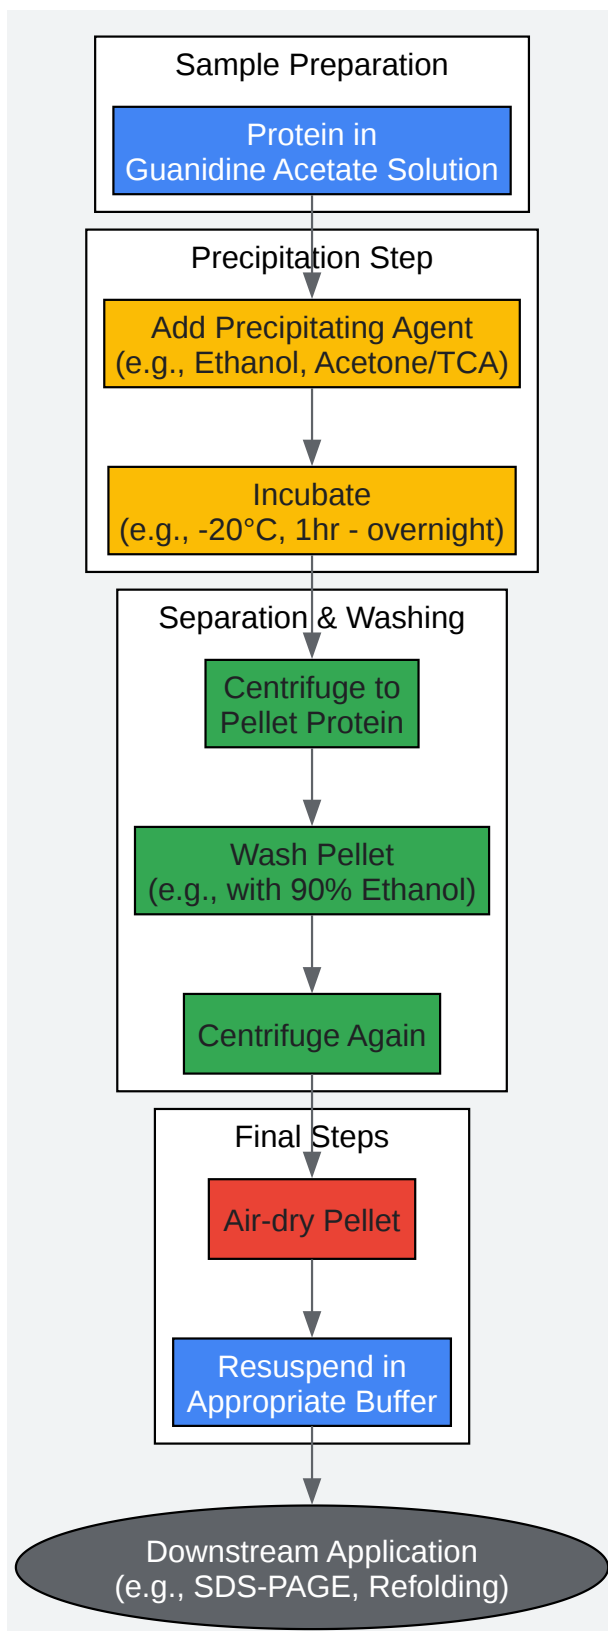 Sample Preparation
Protein in
Guanidine Acetate Solution
Precipitation Step
Add Precipitating Agent
(e.g., Ethanol, Acetone/TCA)
Incubate
(e.g., -20°C, 1hr - overnight)
Separation & Washing
Centrifuge to
Pellet Protein
Wash Pellet
(e.g., with 90% Ethanol)
Centrifuge Again
Final Steps
Air-dry Pellet
Resuspend in
Appropriate Buffer
Downstream Application
(e.g., SDS-PAGE, Refolding)